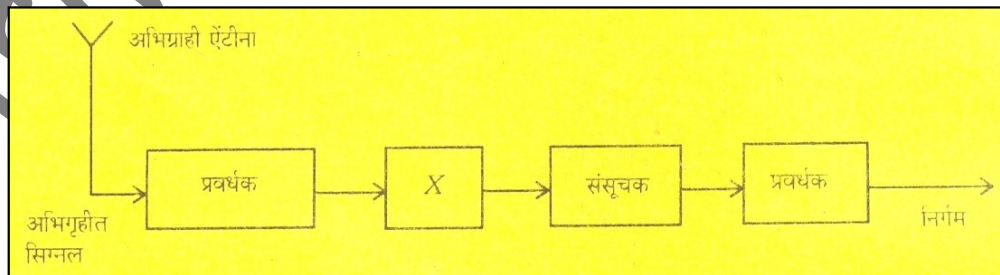 अभिग्राही ऐंटीना
प्रवर्धक
X
संसूचक
प्रवर्धक
अभिगृहीत
सिग्नल
निर्गम